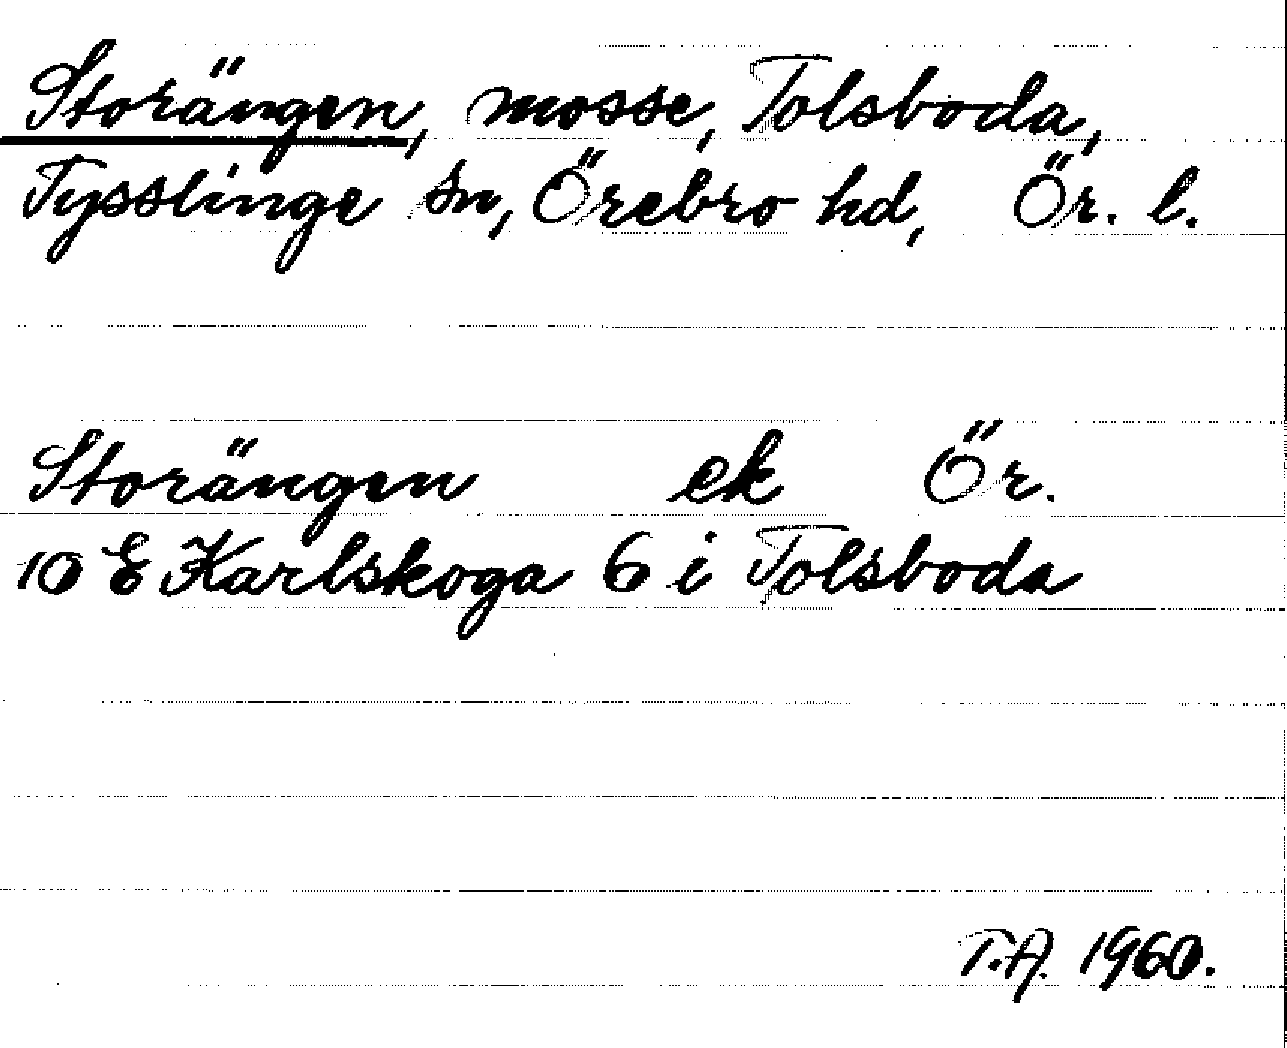 Storängen, mosse, Tolsboda,
Tysslinge sn, Örebro hd, Ör. l.
Storängen ek Ör.
10 E Karlskoga 6 i Tolsboda
T.A. 1960.